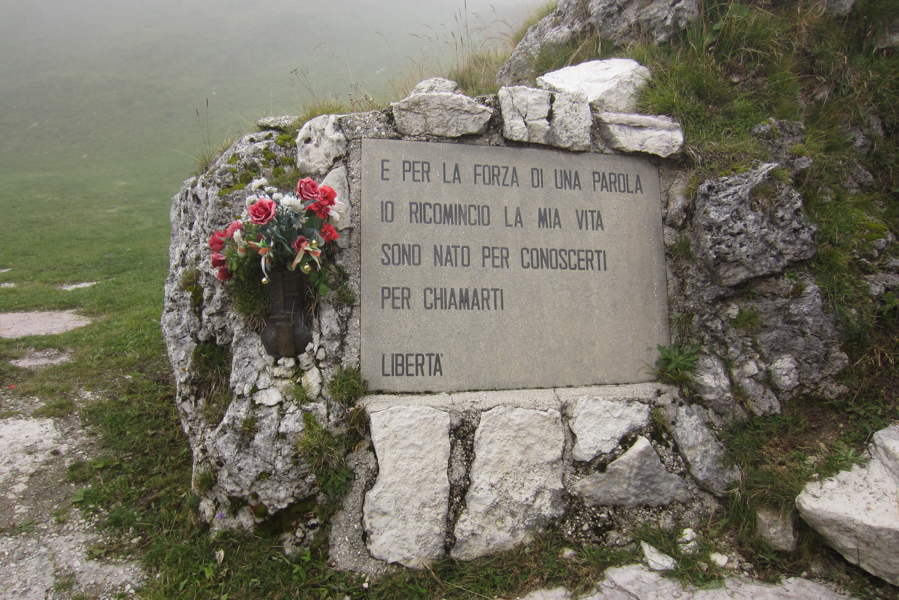 E PER LA FORZA DI UNA PAROLA
IO RICOMINCIO LA MIA VITA
SONO NATO PER CONOSCERTI
PER CHIAMARTI
LIBERTA'